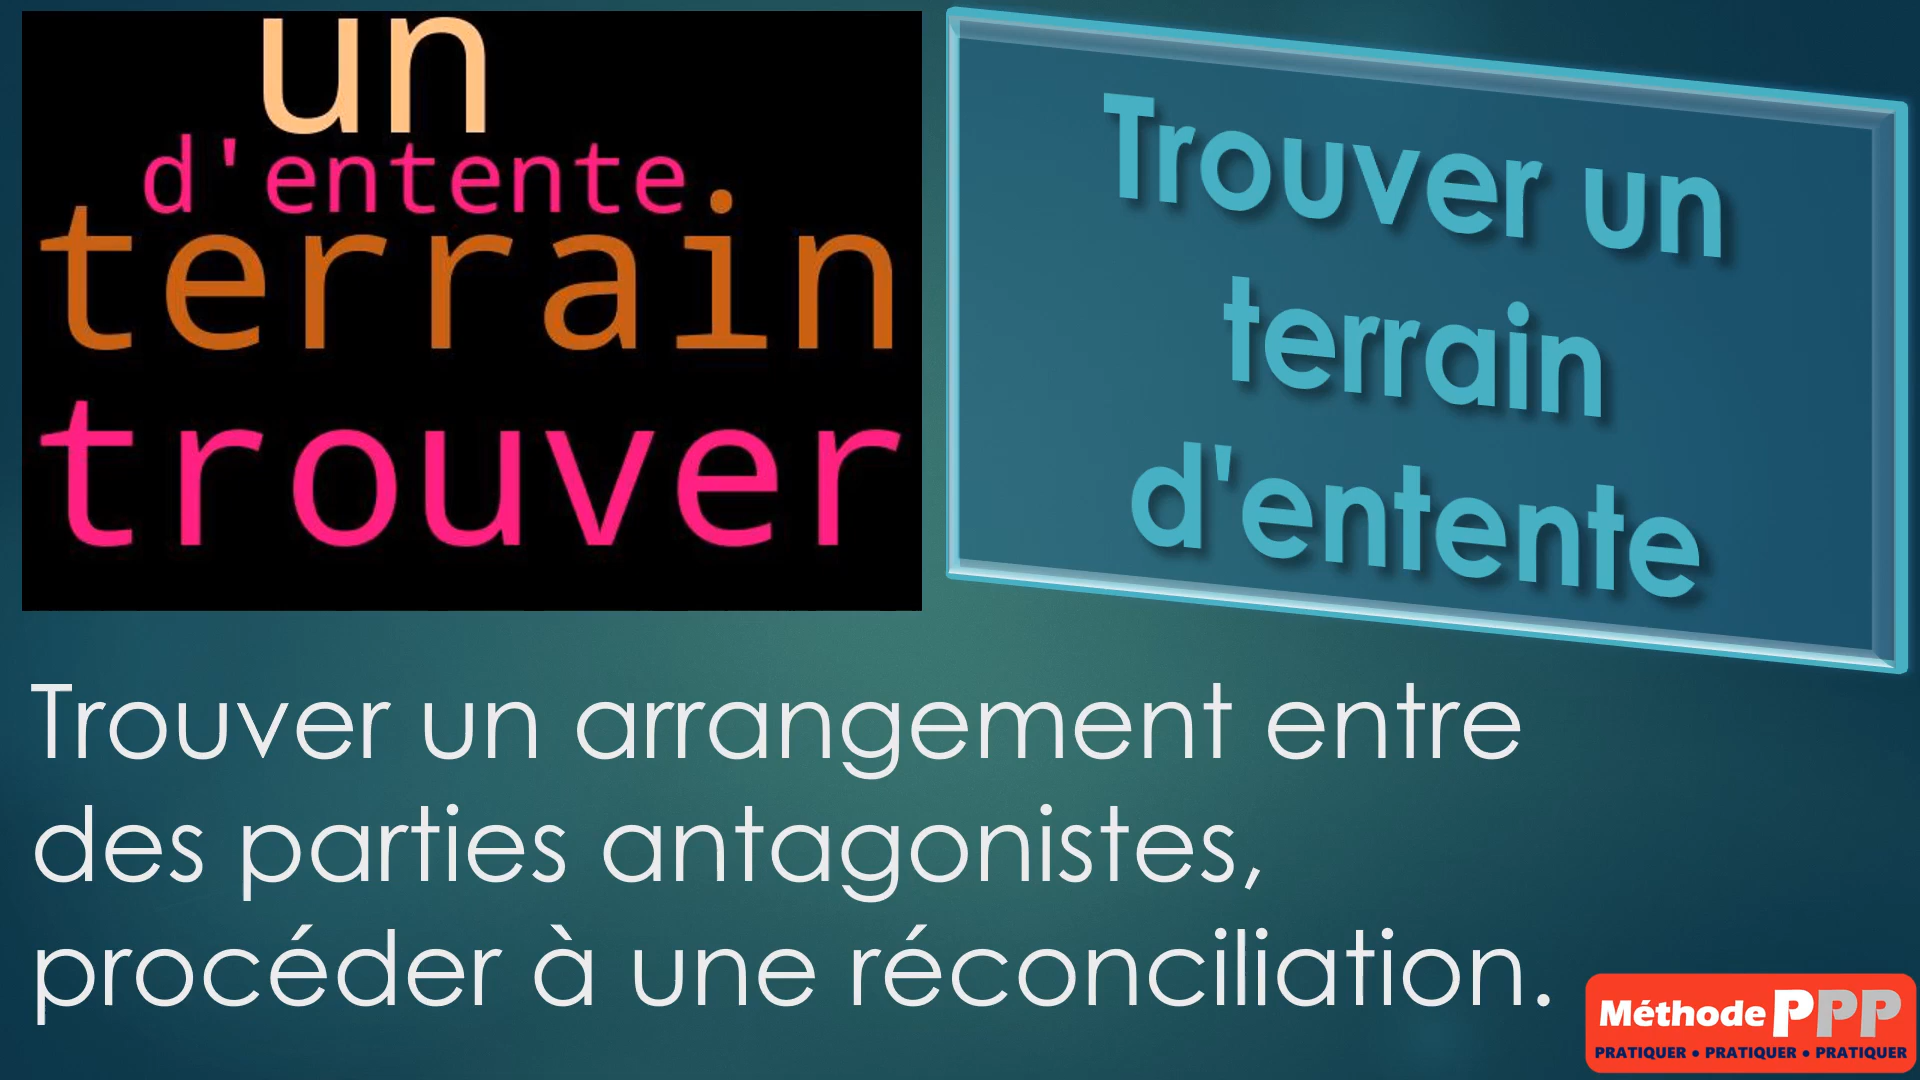 un
d'entente
terrain
trouver
Trouver un
terrain
d'entente
Trouver un arrangement entre
des parties antagonistes,
procéder à une réconciliation.
Méthode PPP
PRATIQUER • PRATIQUER • PRATIQUER